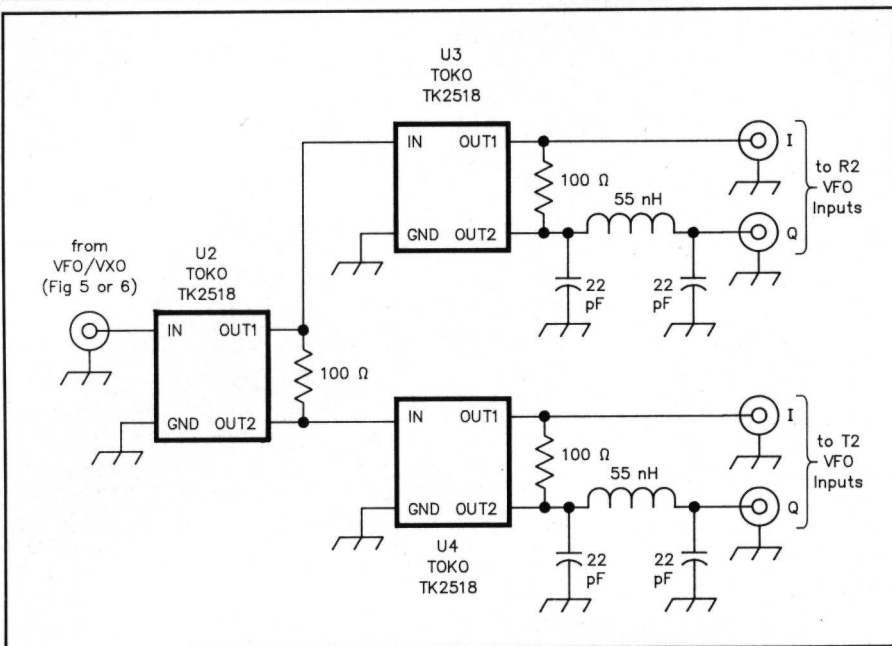 U3
TOKO
TK2518
IN OUT1
GND OUT2
100 Ω
55 nH
22
pF
22
pF
I
Q
to R2
VFO
Inputs
from
VFO/VXO
(Fig 5 or 6)
U2
TOKO
TK2518
IN OUT1
GND OUT2
100 Ω
IN OUT1
GND OUT2
U4
TOKO
TK2518
100 Ω
55 nH
22
pF
22
pF
I
Q
to T2
VFO
Inputs